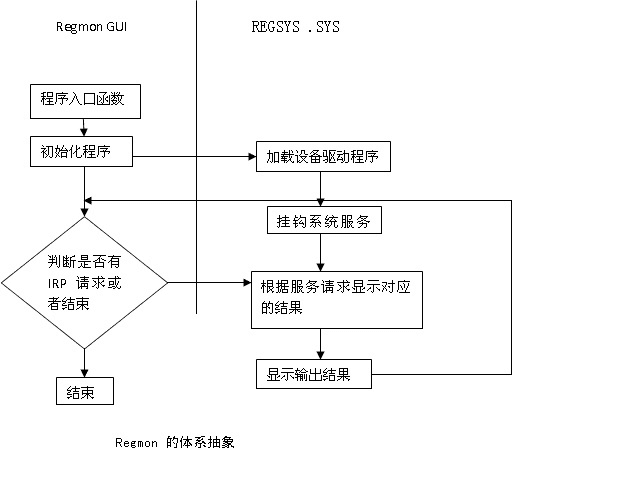 Regmon GUI
REGSYS .SYS
程序入口函数
初始化程序
加载设备驱动程序
挂钩系统服务
判断是否有
IRP 请求或
者结束
根据服务请求显示对应
的结果
显示输出结果
结束
Regmon 的体系抽象